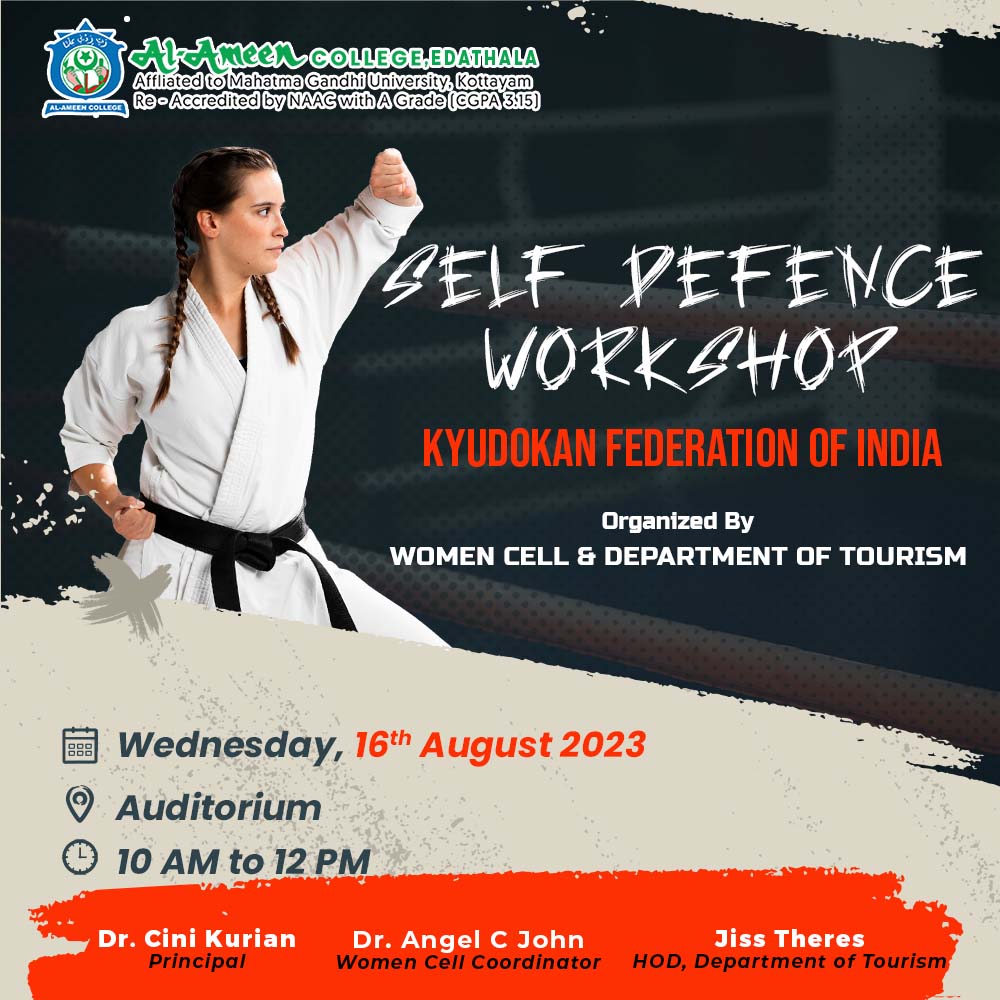 Al-Ameen COLLEGE, EDATHALA
Affliated to Mahatma Gandhi University, Kottayam
Re - Accredited by NAAC with A Grade (CGPA 3.15)
AL-AMEEN COLLEGE
SELF DEFENCE
WORKSHOP
KYUDOKAN FEDERATION OF INDIA
Organized By
WOMEN CELL & DEPARTMENT OF TOURISM
Wednesday, 16th August 2023
Auditorium
10 AM to 12 PM
Dr. Cini Kurian
Principal
Dr. Angel C John
Women Cell Coordinator
Jiss Theres
HOD, Department of Tourism